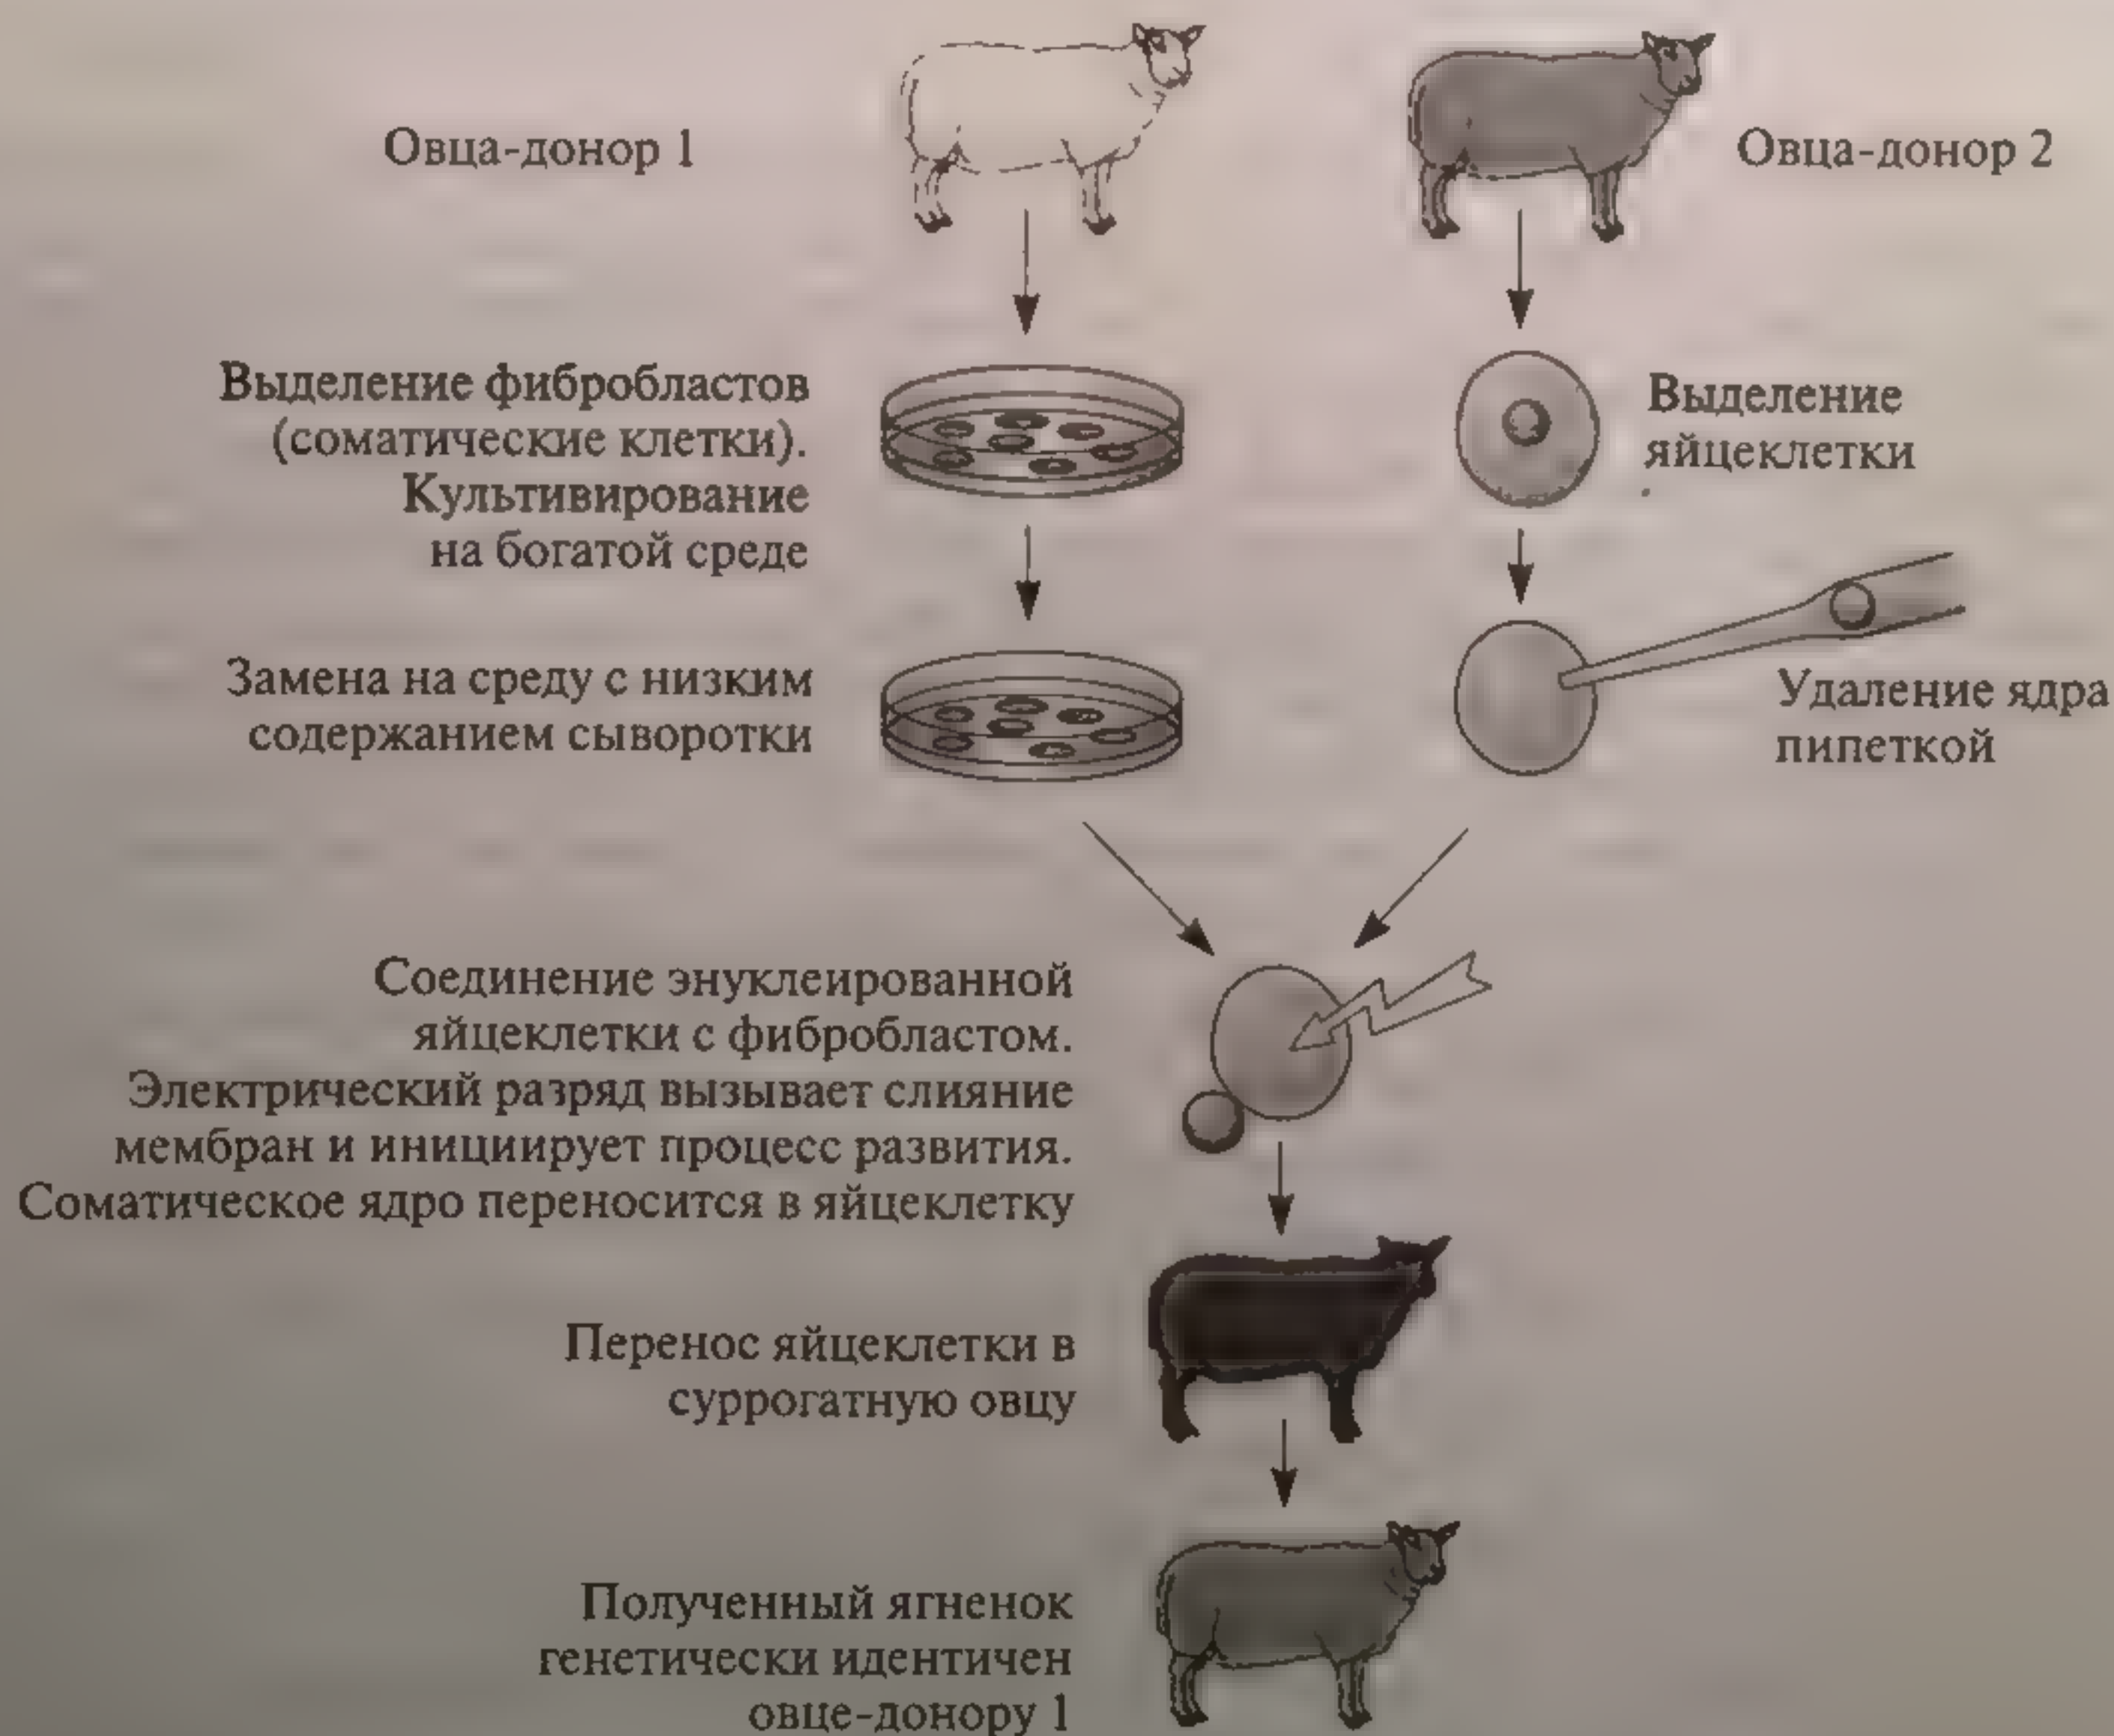 Овца-донор 1
Овца-донор 2
Выделение фибробластов
(соматические клетки).
Культивирование
на богатой среде
Выделение
яйцеклетки
Замена на среду с низким
содержанием сыворотки
Удаление ядра
пипеткой
Соединение энуклеированной
яйцеклетки с фибробластом.
Электрический разряд вызывает слияние
мембран и инициирует процесс развития.
Соматическое ядро переносится в яйцеклетку
Перенос яйцеклетки в
суррогатную овцу
Полученный ягненок
генетически идентичен
овце-донору 1